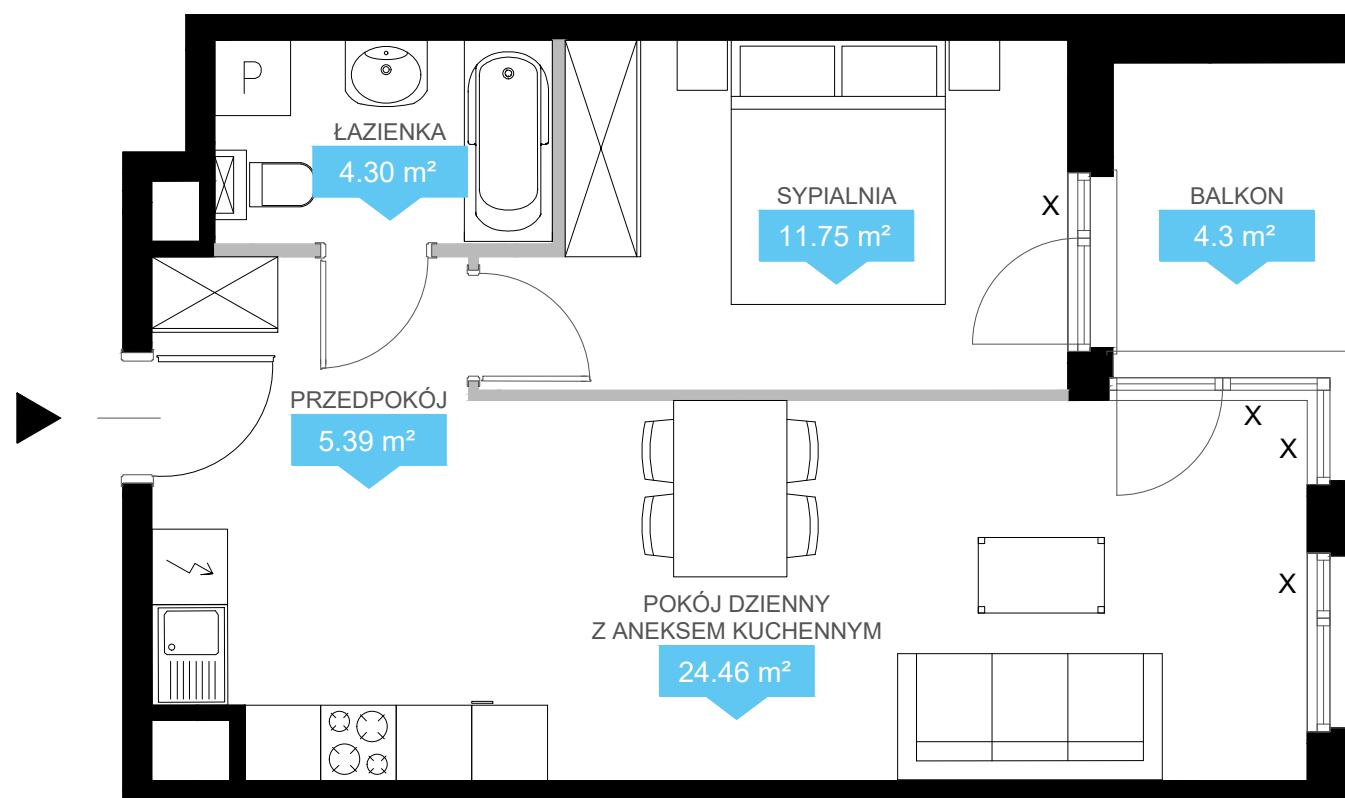 P
ŁAZIENKA
4.30 m²
SYPIALNIA
11.75 m²
X
BALKON
4.3 m²
PRZEDPOKÓJ
5.39 m²
X
X
X
POKÓJ DZIENNY
Z ANEKSEM KUCHENNYM
24.46 m²